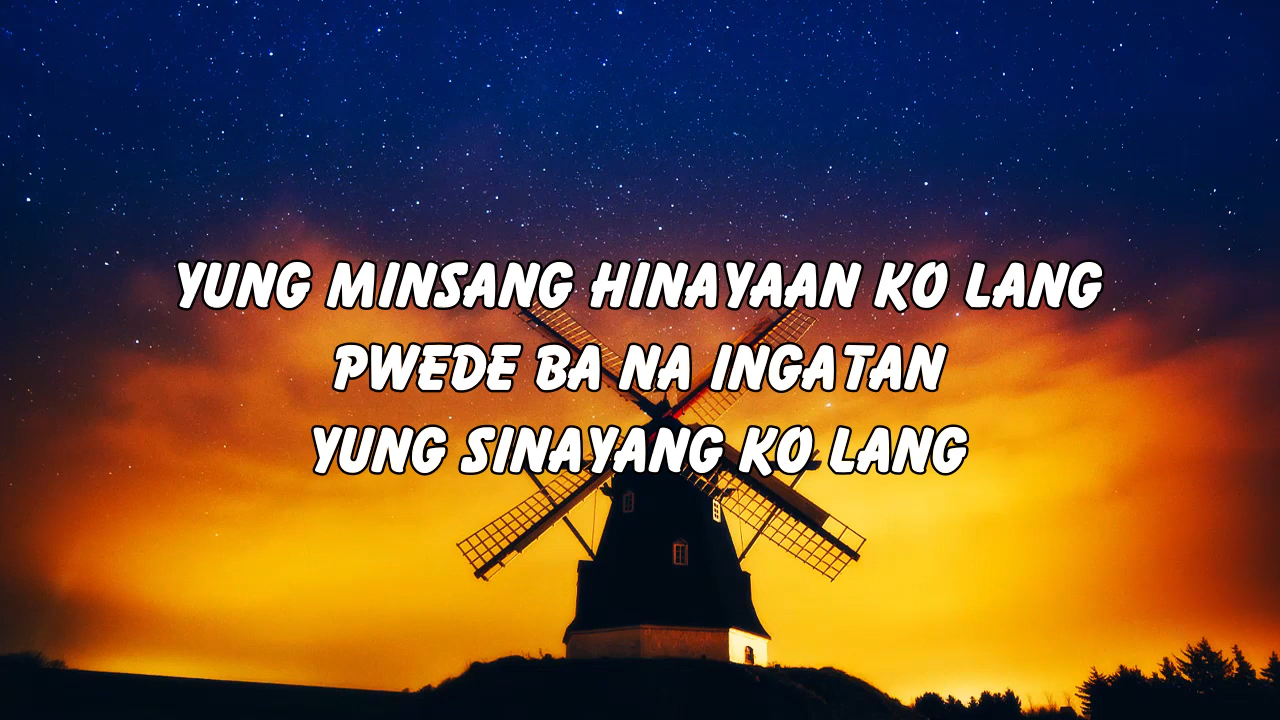 YUNG MINSANG HINAYAAN KO LANG
PWEDE BA NA INGATAN
YUNG SINAYANG KO LANG